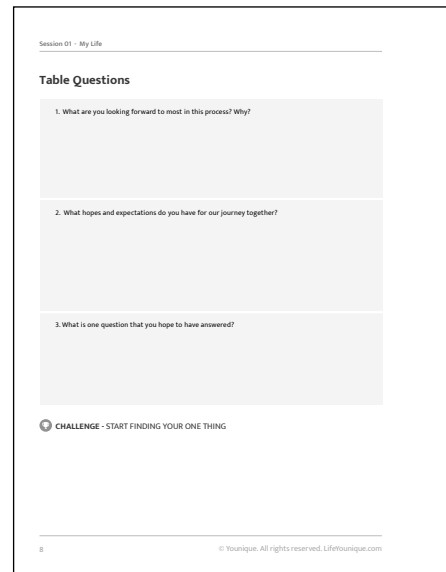 Session 01 - My Life
Table Questions
1. What are you looking forward to most in this process? Why?
2. What hopes and expectations do you have for our journey together?
3. What is one question that you hope to have answered?
CHALLENGE - START FINDING YOUR ONE THING
8
© Younique. All rights reserved. LifeYounique.com